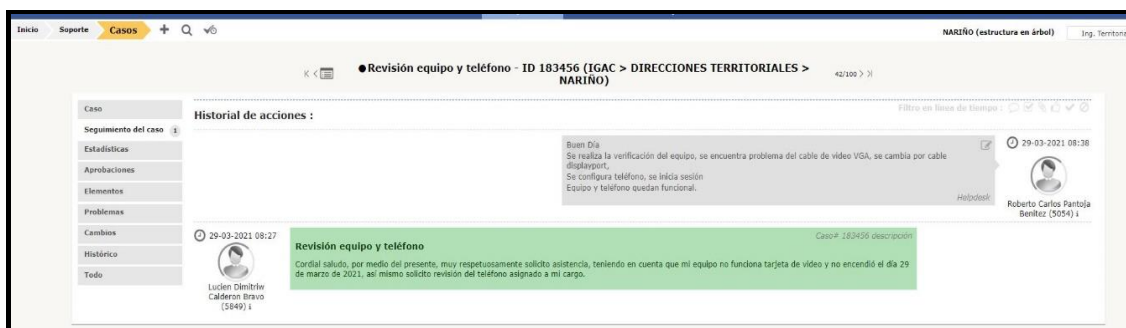 Inicio Soporte Casos
NARIÑO (estructura en árbol) Ing. Territoria
●Revisión equipo y teléfono - ID 183456 (IGAC > DIRECCIONES TERRITORIALES >
NARIÑO)
42/100
Caso
Seguimiento del caso 1
Estadísticas
Aprobaciones
Elementos
Problemas
Cambios
Histórico
Todo
Historial de acciones :
Filtro en línea de tiempo :
Buen Día
Se realiza la verificación del equipo, se encuentra problema del cable de video VGA, se cambia por cable
displayport,
Se configura teléfono, se inicia sesión
Equipo y teléfono quedan funcional.
Helpdesk
29-03-2021 08:38
Roberto Carlos Pantoja
Benitez (5054) i
29-03-2021 08:27
Lucien Dimitriw
Calderon Bravo
(5849) i
Caso# 183456 descripción
Revisión equipo y teléfono
Cordial saludo, por medio del presente, muy respetuosamente solicito asistencia, teniendo en cuenta que mi equipo no funciona tarjeta de video y no encendió el día 29
de marzo de 2021, así mismo solicito revisión del teléfono asignado a mi cargo.